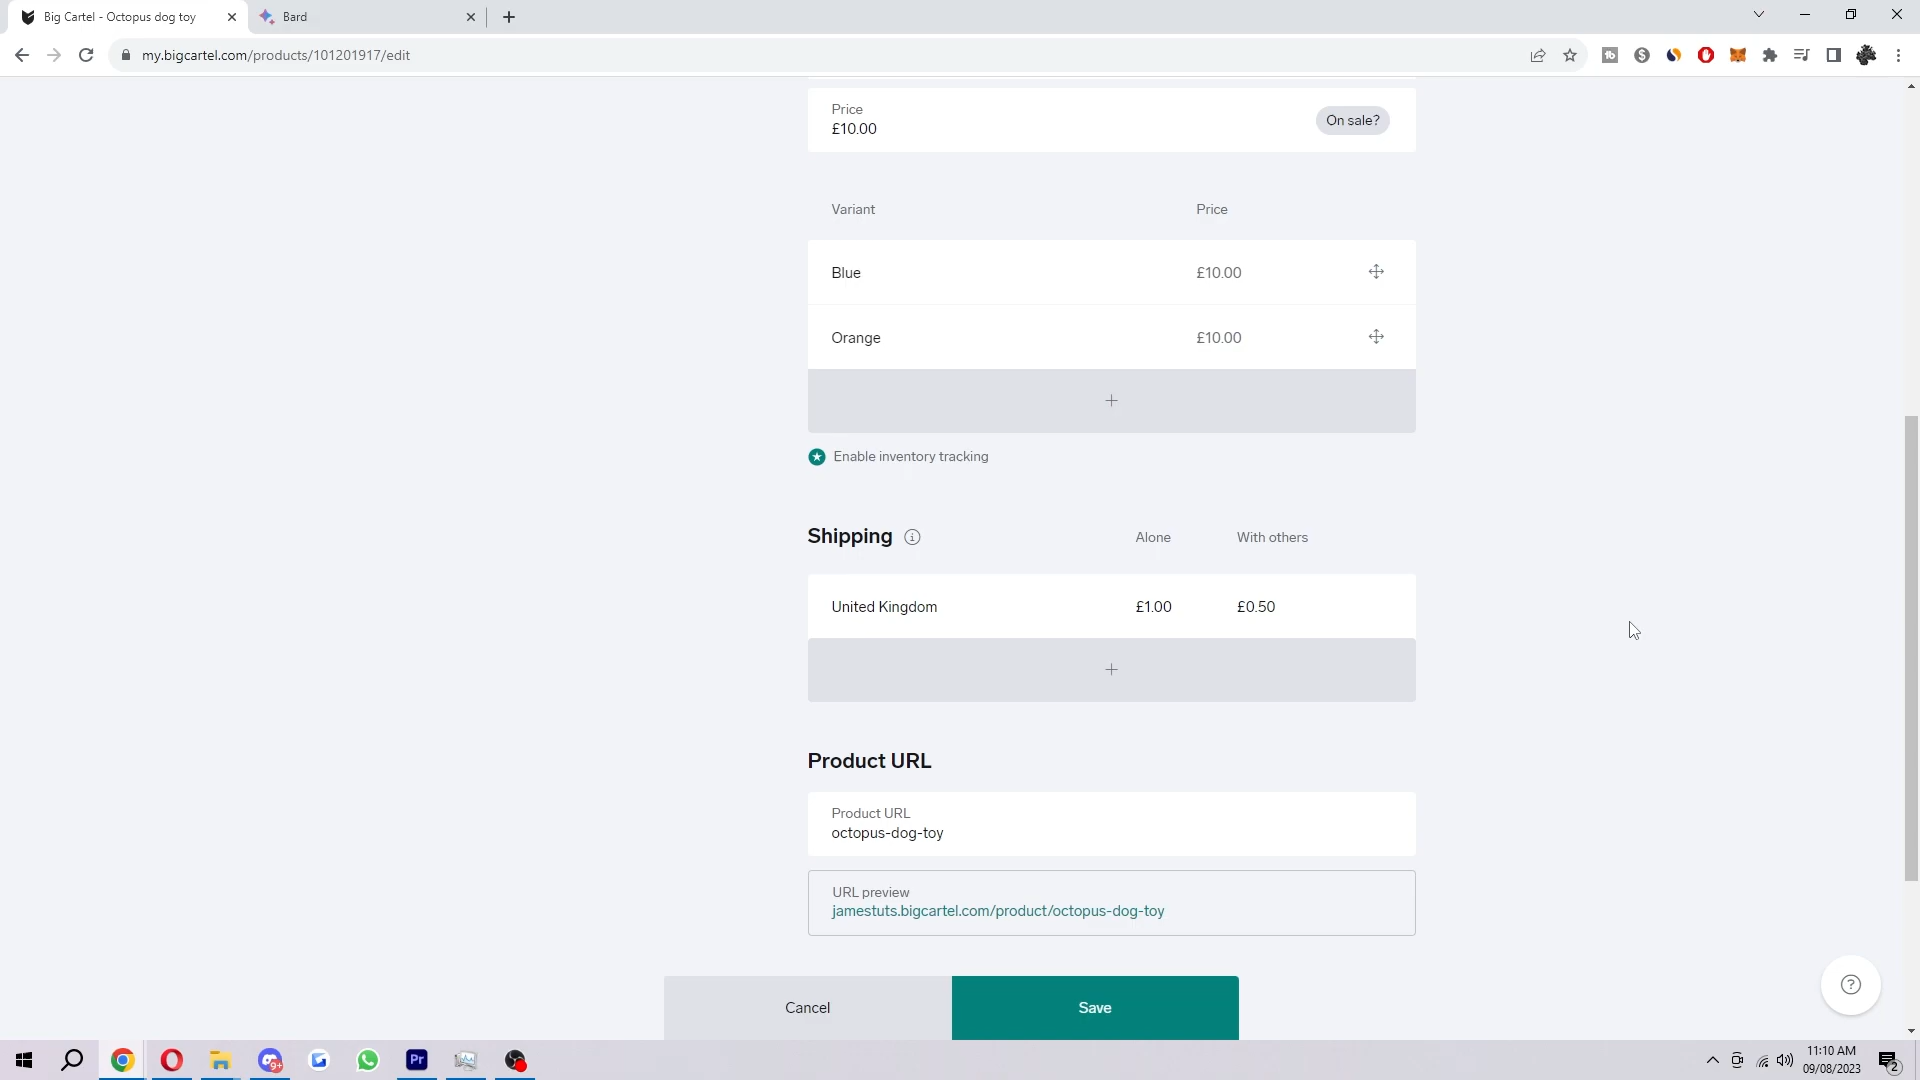 Big Cartel - Octopus dog toy
Bard
my.bigcartel.com/products/101201917/edit
Price
£10.00
On sale?
Variant Price
Blue £10.00
Orange £10.00
Enable inventory tracking
Shipping Alone With others
United Kingdom £1.00 £0.50
Product URL
Product URL
octopus-dog-toy
URL preview
jamestuts.bigcartel.com/product/octopus-dog-toy
Cancel Save
9+
Pr
11:10 AM
09/08/2023
2